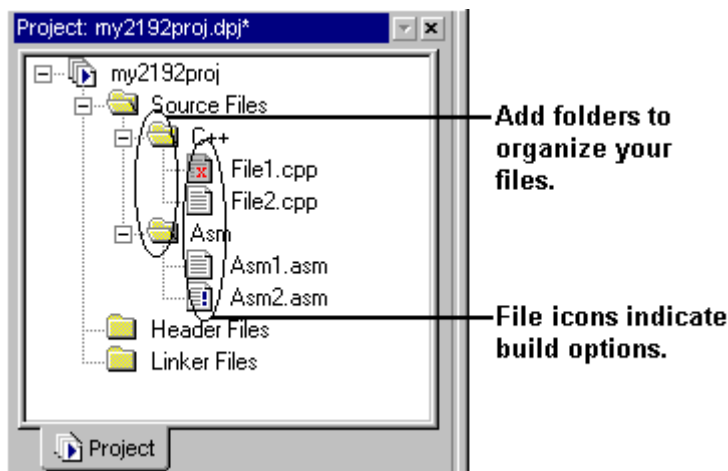 Project: my2192proj.dpj*
my2192proj
Source Files
C++
File1.cpp
File2.cpp
Asm
Asm1.asm
Asm2.asm
Header Files
Linker Files
Project
Add folders to
organize your
files.
File icons indicate
build options.